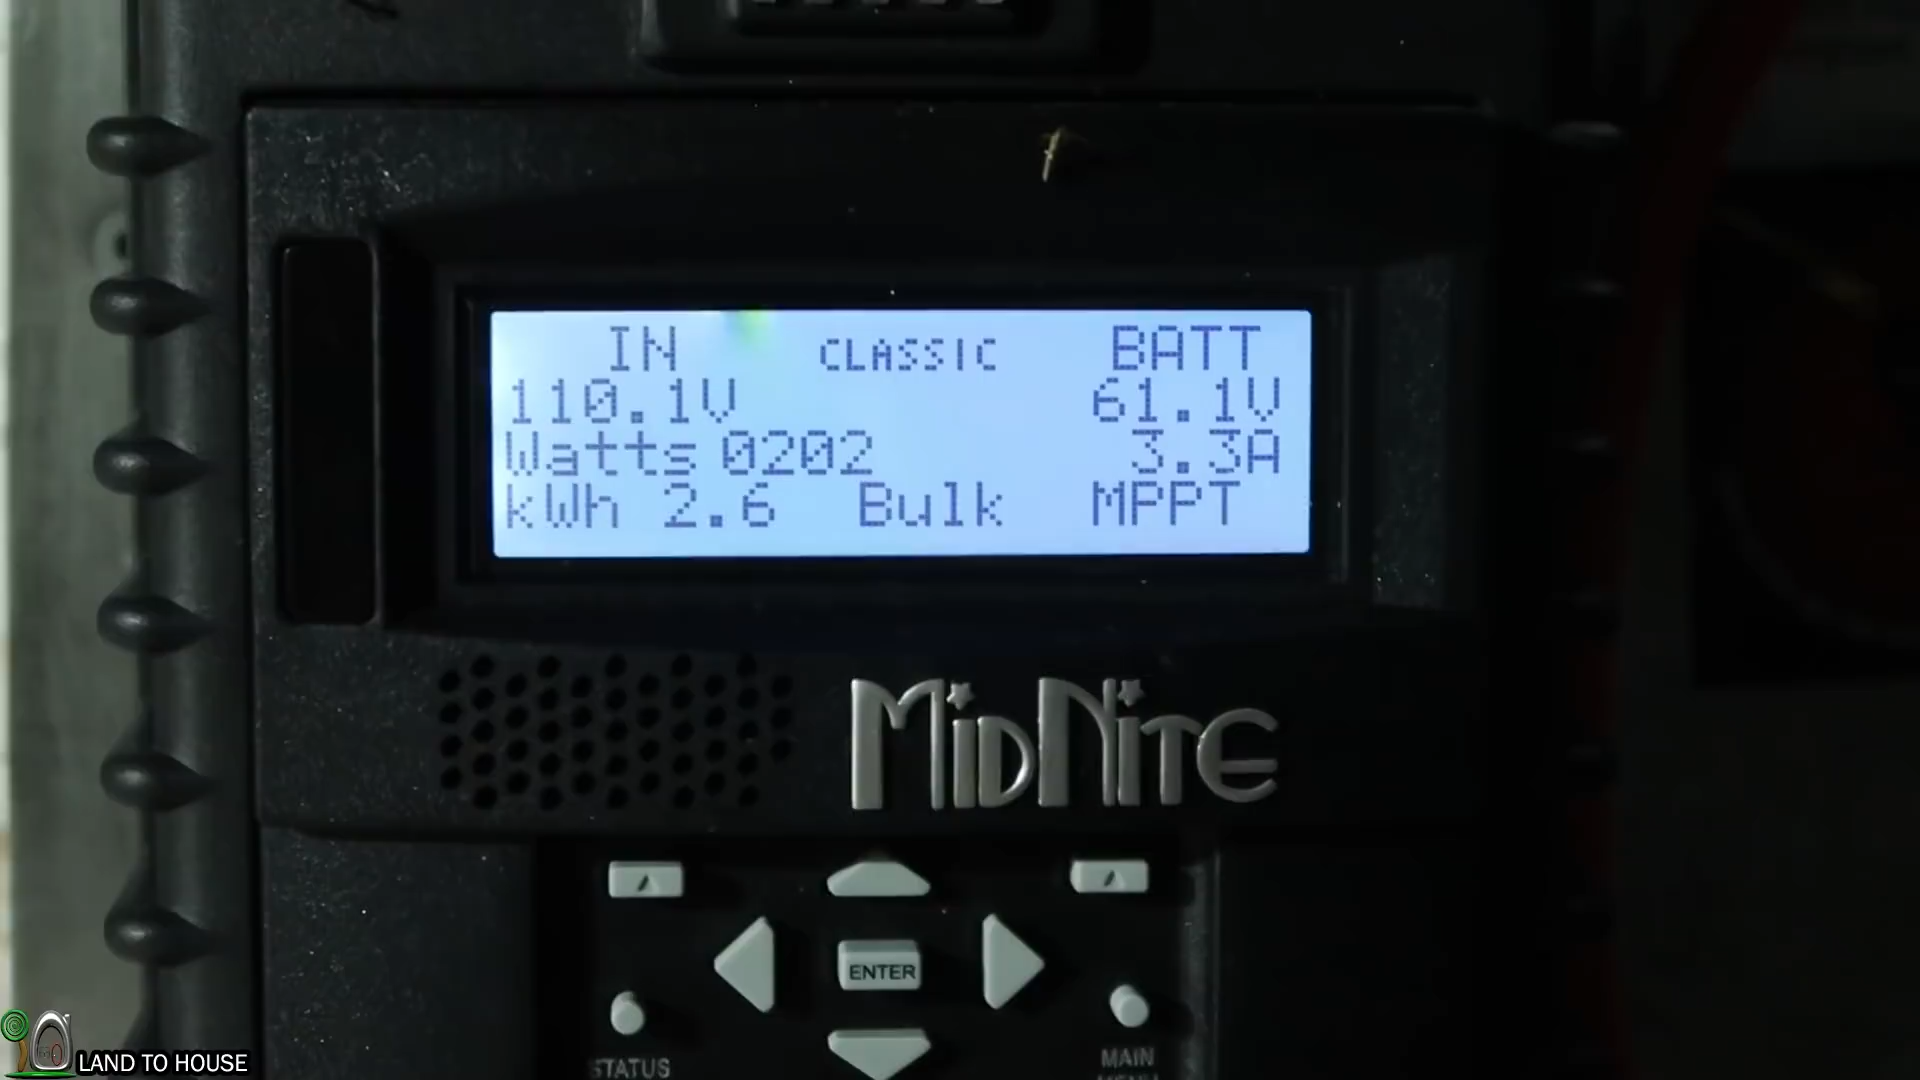 IN CLASSIC BATT
110.1V 61.1V
Watts 0202 3.3A
kWh 2.6 Bulk MPPT
MIDNITE
ENTER
STATUS
MAIN
MENU
LAND TO HOUSE